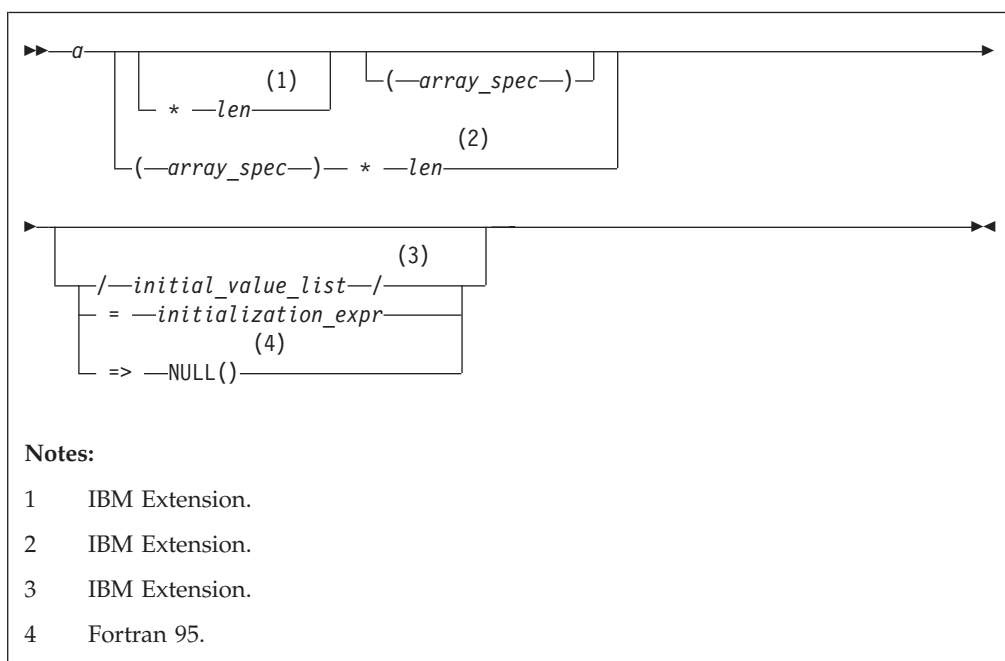 a
(1)
* len
( array_spec )
(2)
( array_spec ) * len
(3)
/ initial_value_list /
= initialization_expr
(4)
=> NULL()
Notes:
1 IBM Extension.
2 IBM Extension.
3 IBM Extension.
4 Fortran 95.